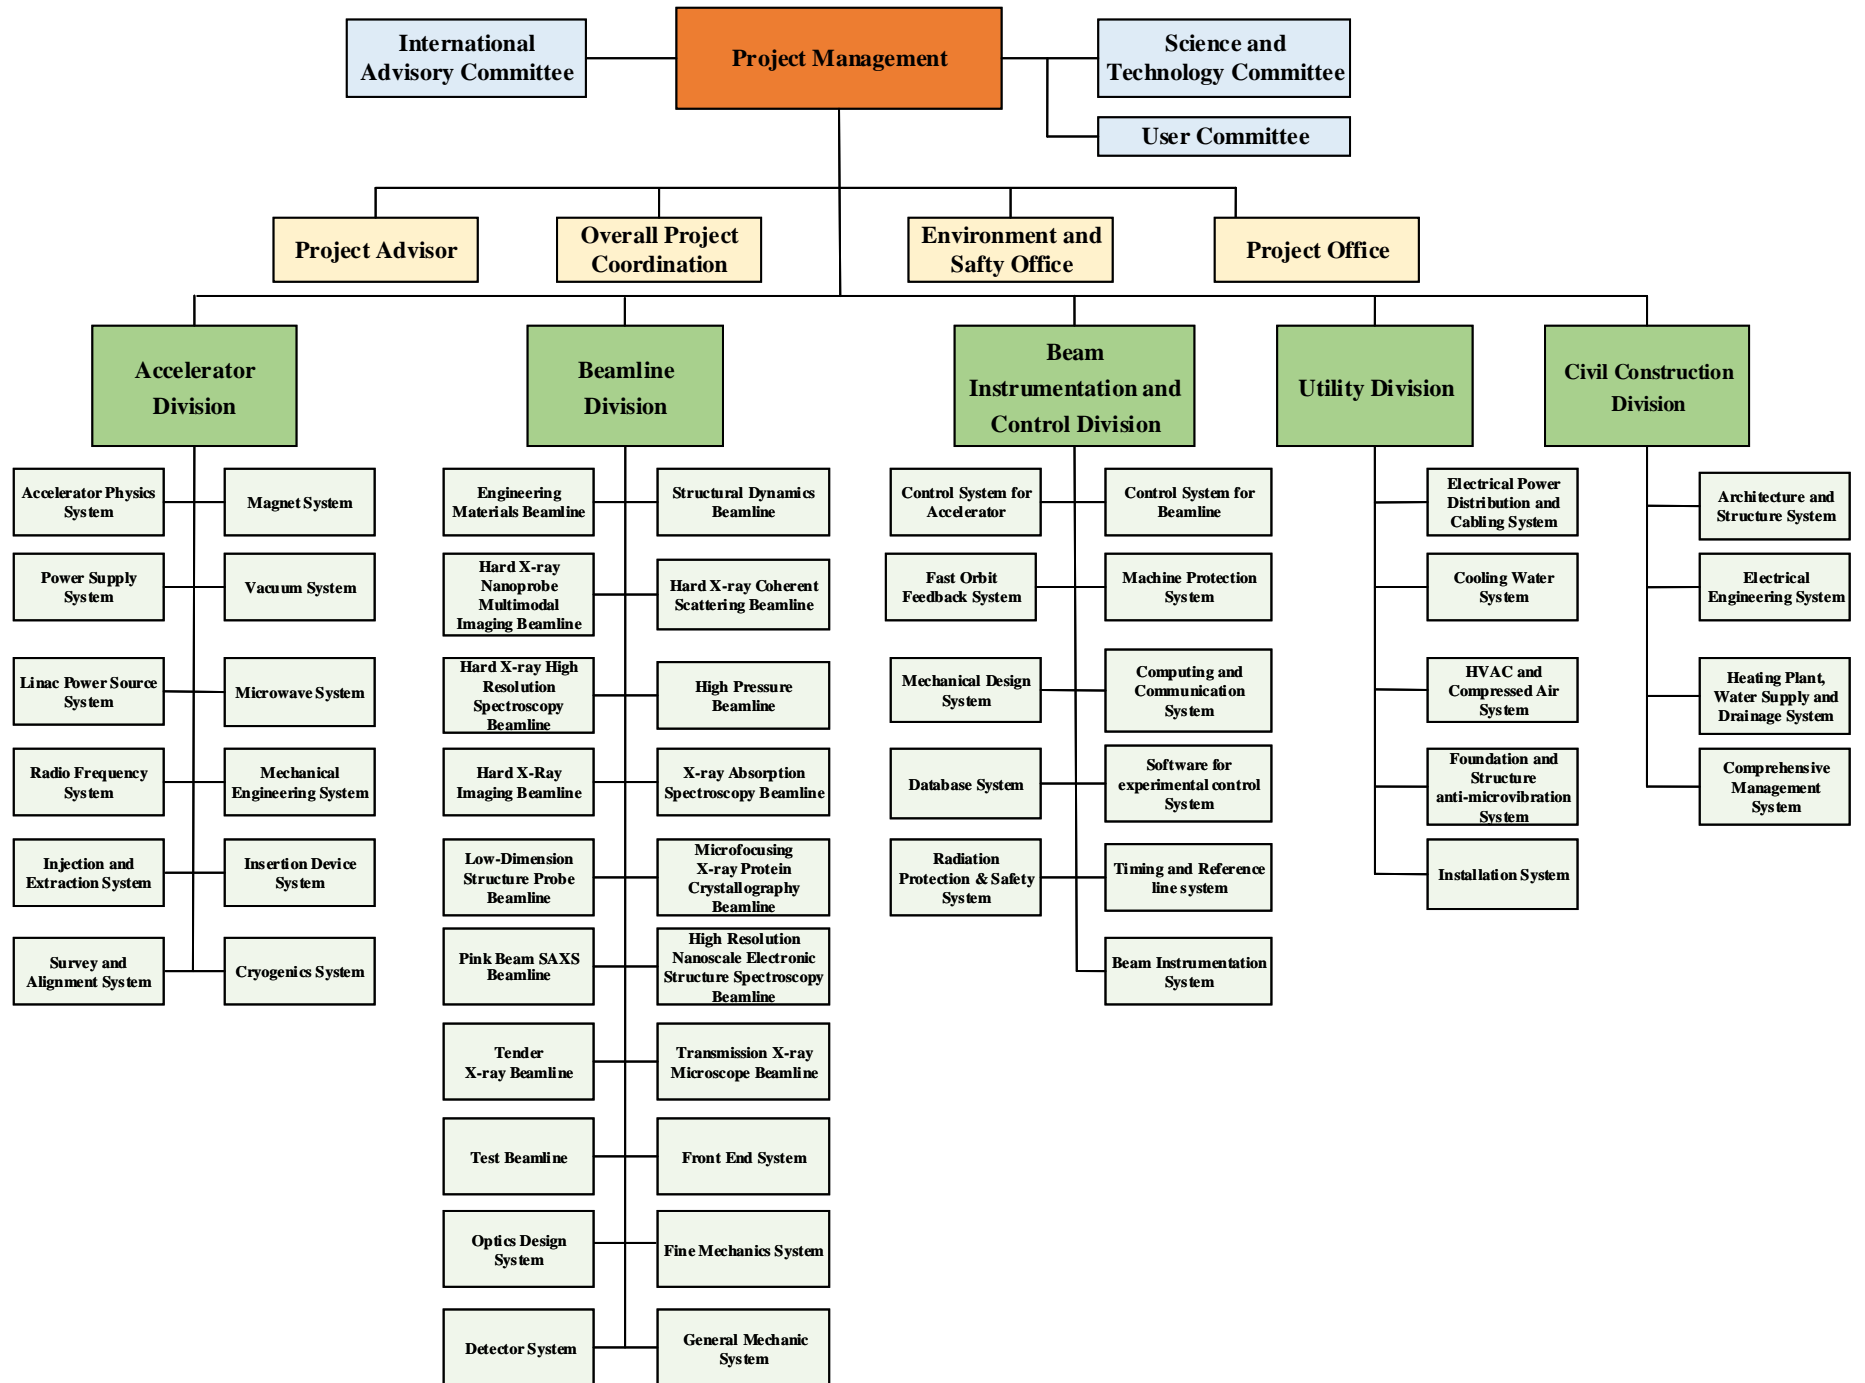 International
Advisory Committee
Project Management
Science and
Technology Committee
User Committee
Project Advisor
Overall Project
Coordination
Environment and
Safty Office
Project Office
Accelerator
Division
Beamline
Division
Beam
Instrumentation and
Control Division
Utility Division
Civil Construction
Division
Accelerator Physics
System
Magnet System
Power Supply
System
Vacuum System
Linac Power Source
System
Microwave System
Radio Frequency
System
Mechanical
Engineering System
Injection and
Extraction System
Insertion Device
System
Survey and
Alignment System
Cryogenics System
Engineering
Materials Beamline
Structural Dynamics
Beamline
Hard X-ray
Nanoprobe
Multimodal
Imaging Beamline
Hard X-ray Coherent
Scattering Beamline
Hard X-ray High
Resolution
Spectroscopy
Beamline
High Pressure
Beamline
Hard X-Ray
Imaging Beamline
X-ray Absorption
Spectroscopy Beamline
Low-Dimension
Structure Probe
Beamline
Microfocusing
X-ray Protein
Crystallography
Beamline
Pink Beam SAXS
Beamline
High Resolution
Nanoscale Electronic
Structure Spectroscopy
Beamline
Tender
X-ray Beamline
Transmission X-ray
Microscope Beamline
Test Beamline
Front End System
Optics Design
System
Fine Mechanics System
Detector System
General Mechanic
System
Control System for
Accelerator
Control System for
Beamline
Fast Orbit
Feedback System
Machine Protection
System
Mechanical Design
System
Computing and
Communication
System
Database System
Software for
experimental control
System
Radiation
Protection & Safety
System
Timing and Reference
line system
Beam Instrumentation
System
Electrical Power
Distribution and
Cabling System
Cooling Water
System
HVAC and
Compressed Air
System
Foundation and
Structure
anti-microvibration
System
Installation System
Architecture and
Structure System
Electrical
Engineering System
Heating Plant,
Water Supply and
Drainage System
Comprehensive
Management
System